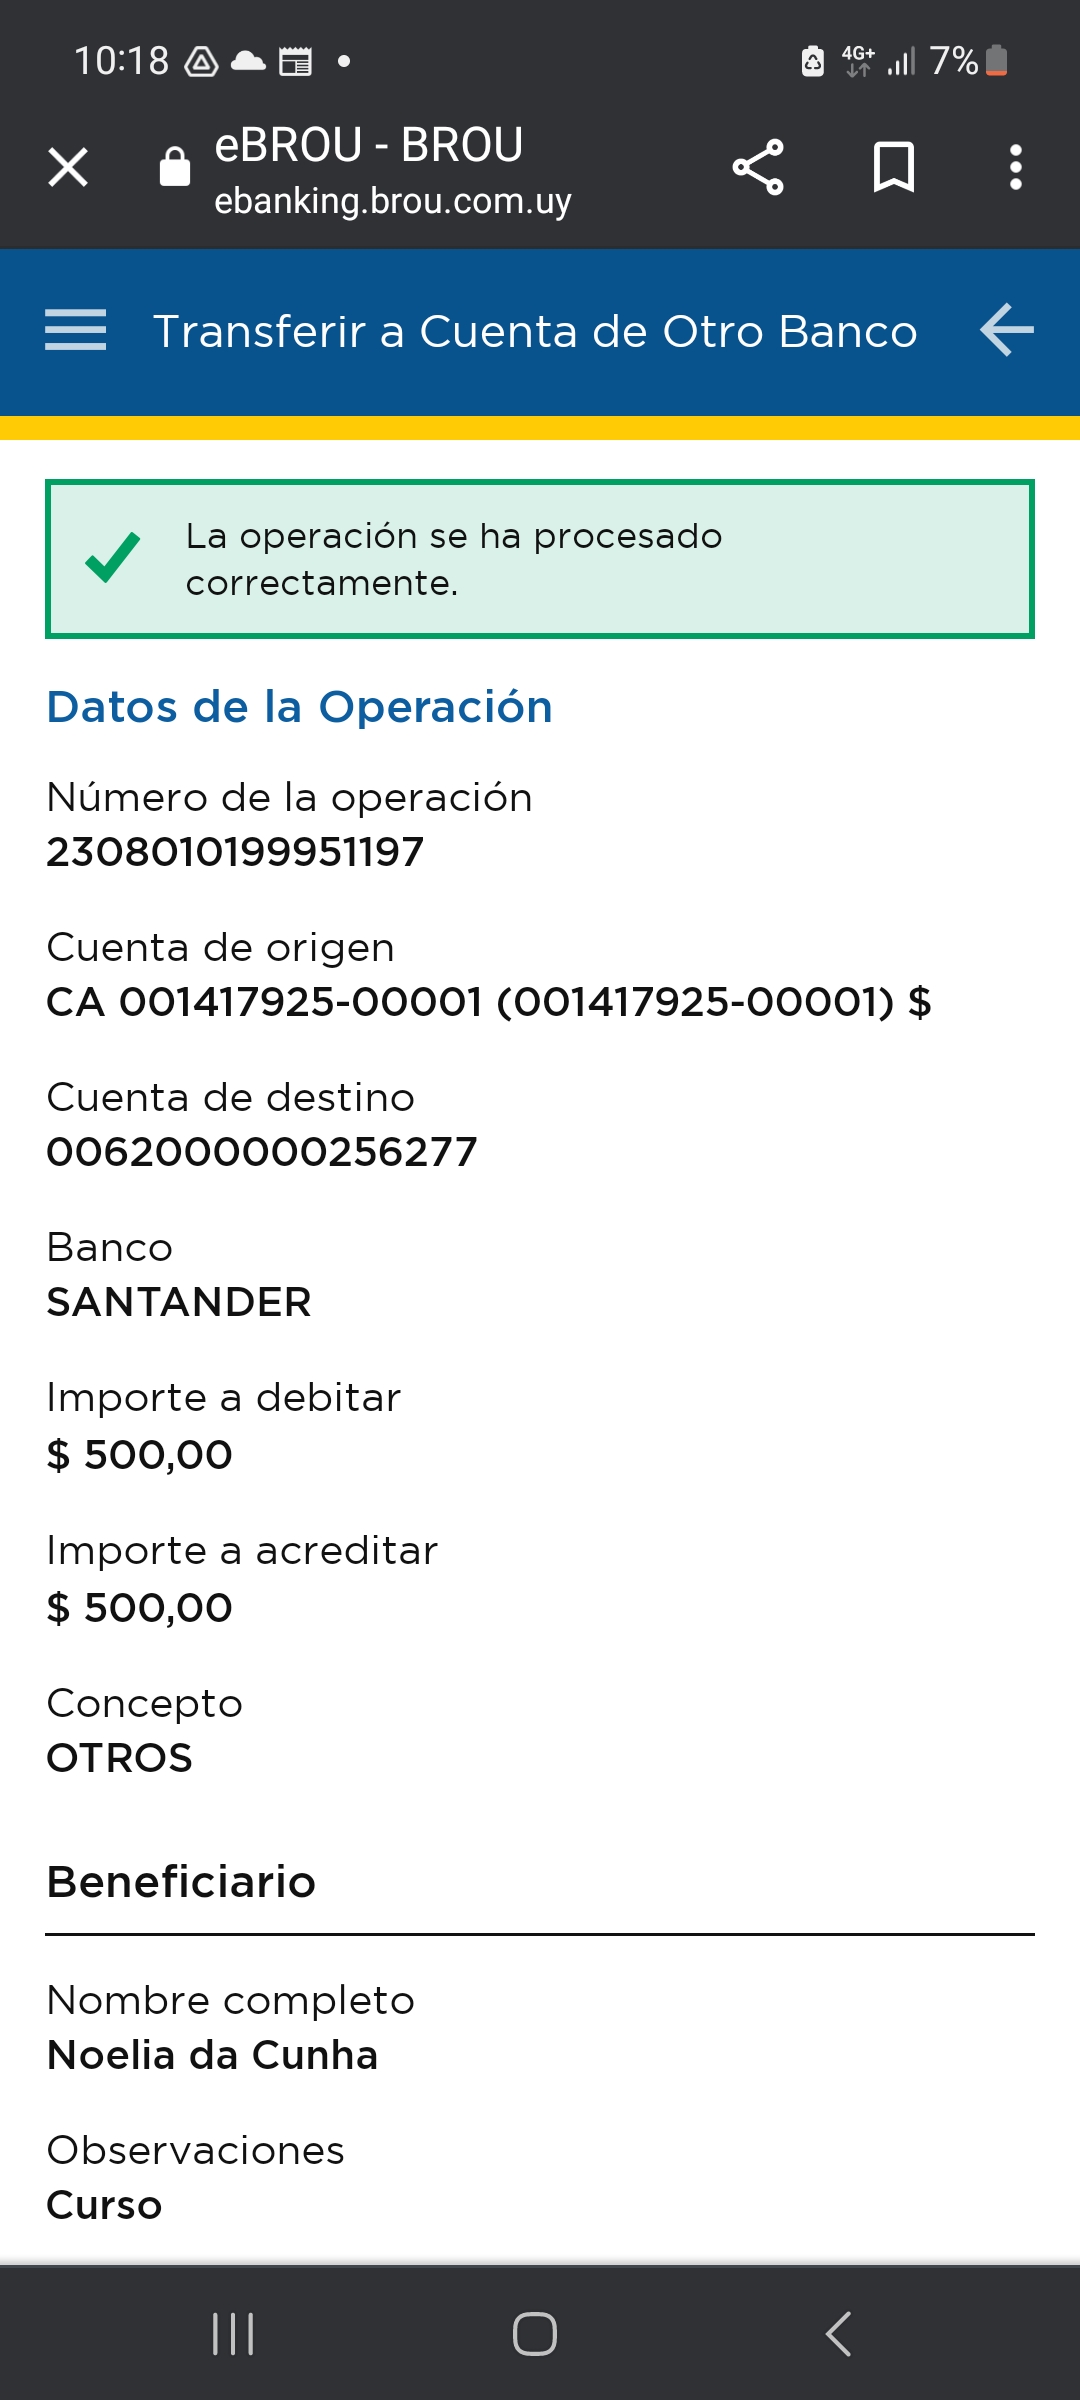 10:18
4G+
7%
eBROU - BROU
ebanking.brou.com.uy
Transferir a Cuenta de Otro Banco
La operación se ha procesado
correctamente.
Datos de la Operación
Número de la operación
2308010199951197
Cuenta de origen
CA 001417925-00001 (001417925-00001) $
Cuenta de destino
0062000000256277
Banco
SANTANDER
Importe a debitar
$ 500,00
Importe a acreditar
$ 500,00
Concepto
OTROS
Beneficiario
Nombre completo
Noelia da Cunha
Observaciones
Curso